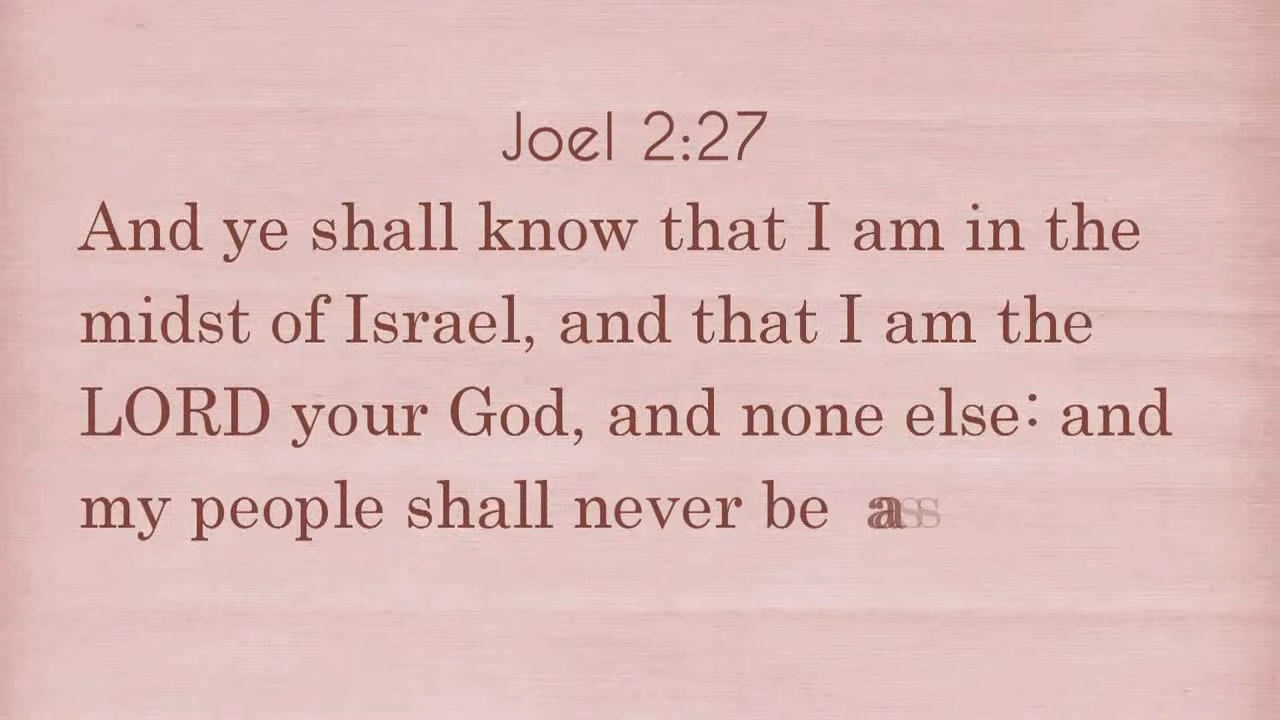 Joel 2:27
And ye shall know that I am in the
midst of Israel, and that I am the
LORD your God, and none else: and
my people shall never be